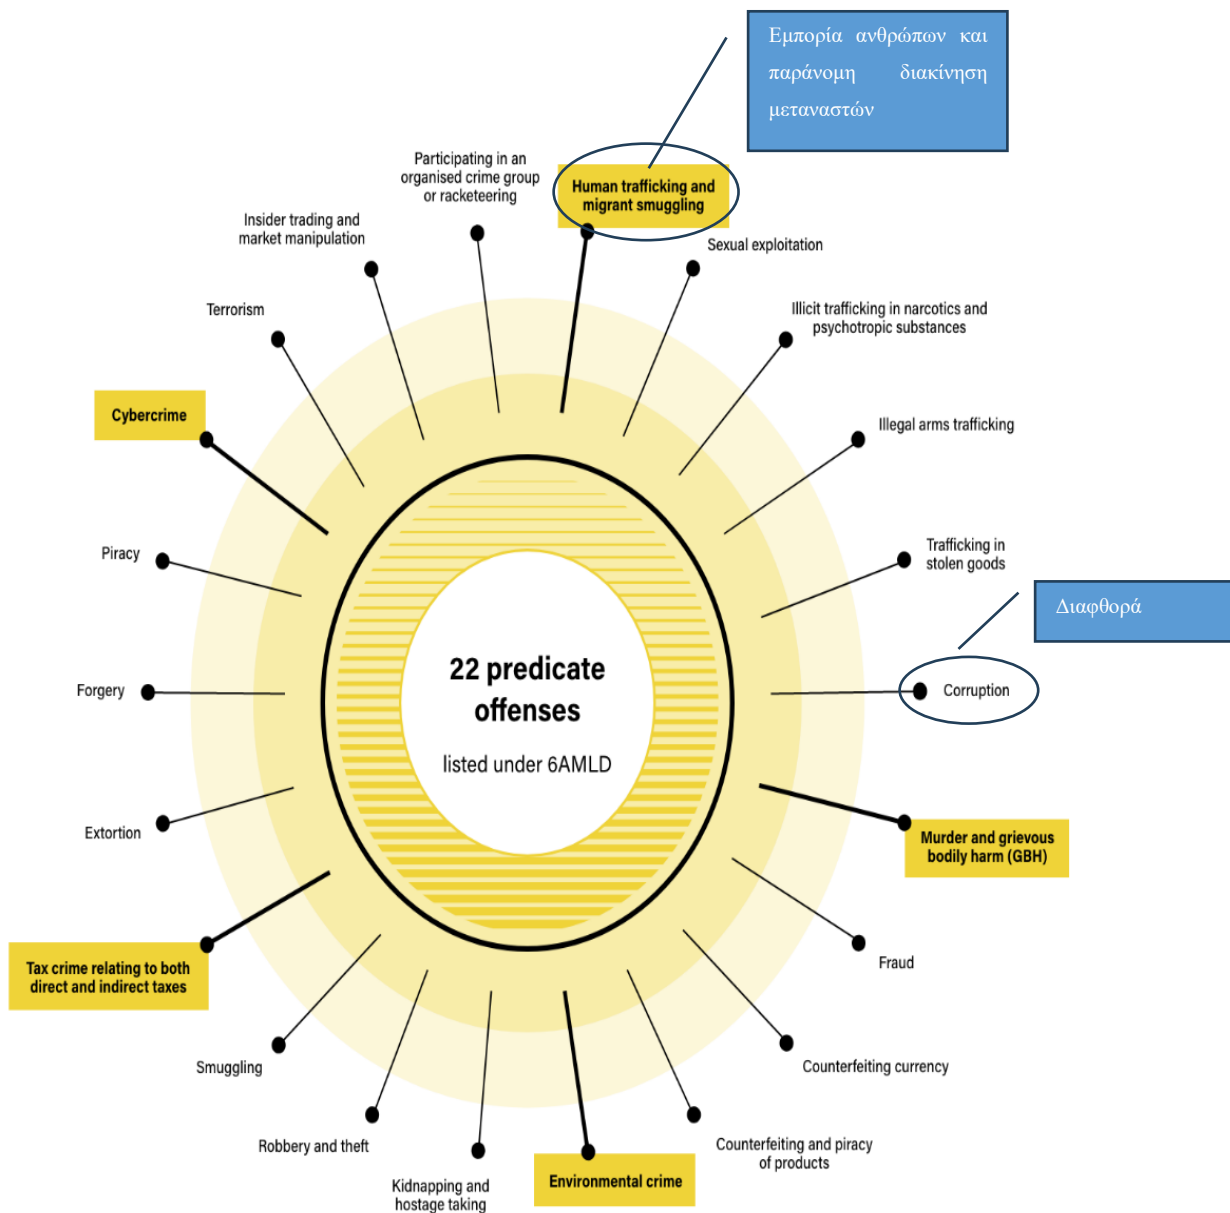 Εμπορία ανθρώπων και
παράνομη διακίνηση
μεταναστών
Participating in an
organised crime group
or racketeering
Human trafficking and
migrant smuggling
Insider trading and
market manipulation
Sexual exploitation
Terrorism
Illicit trafficking in narcotics and
psychotropic substances
Cybercrime
Illegal arms trafficking
Piracy
Trafficking in
stolen goods
Διαφθορά
22 predicate
offenses
listed under 6AMLD
Forgery
Corruption
Extortion
Murder and grievous
bodily harm (GBH)
Tax crime relating to both
direct and indirect taxes
Fraud
Smuggling
Counterfeiting currency
Robbery and theft
Counterfeiting and piracy
of products
Kidnapping and
hostage taking
Environmental crime